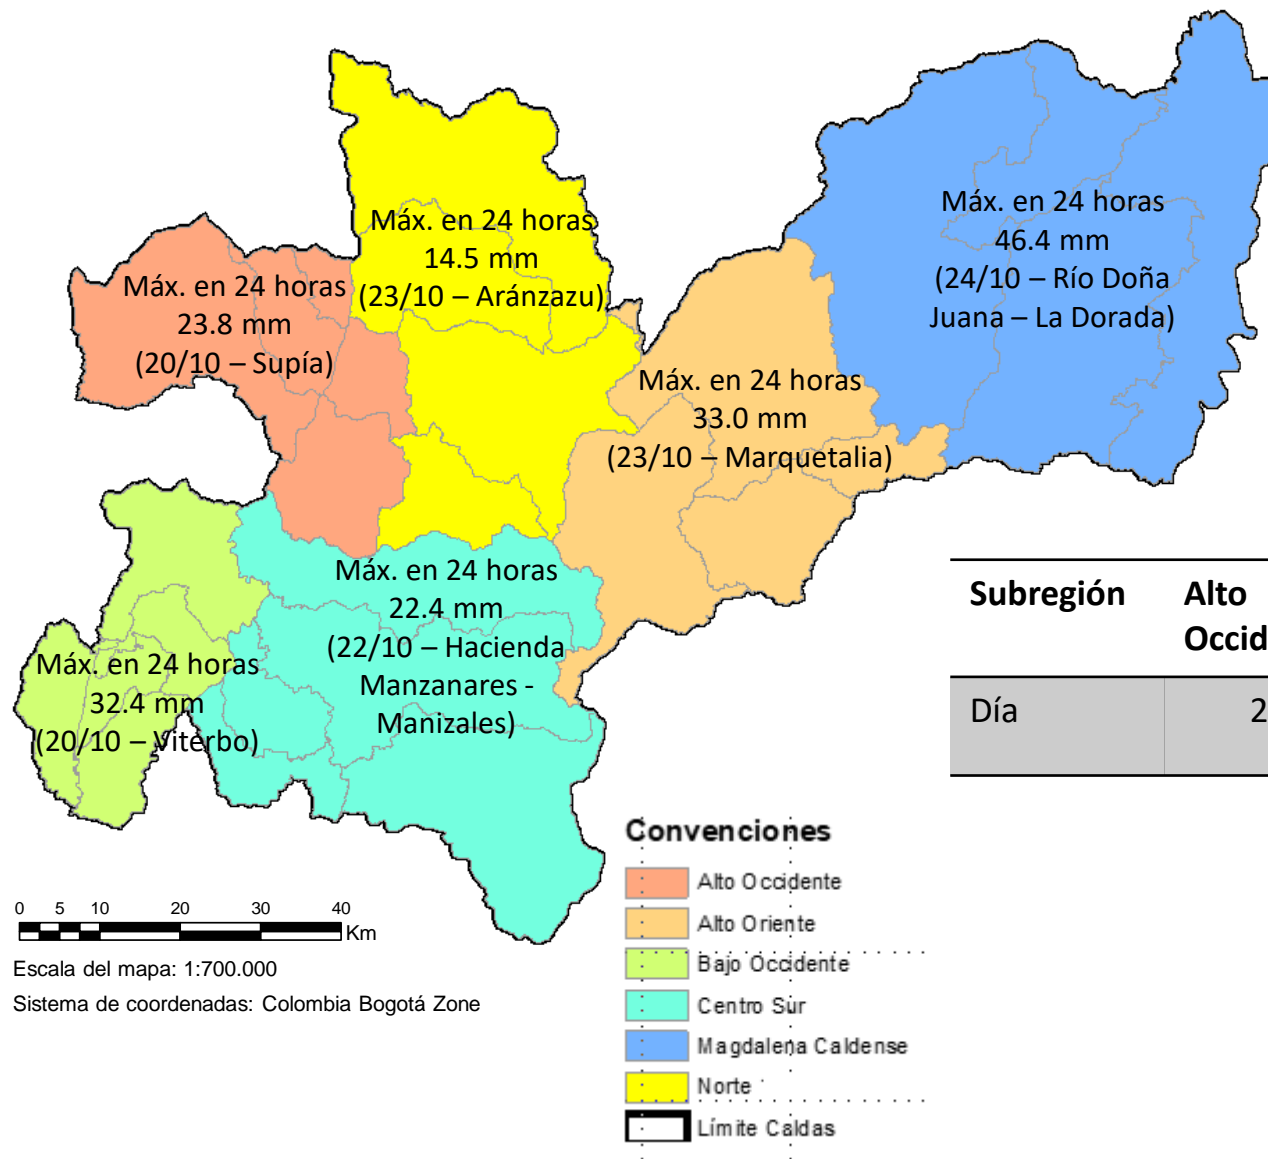 Máx. en 24 horas
46.4 mm
(24/10 – Río Doña
Juana – La Dorada)
Máx. en 24 horas
14.5 mm
(23/10 – Aránzazu)
Máx. en 24 horas
23.8 mm
(20/10 – Supía)
Máx. en 24 horas
33.0 mm
(23/10 – Marquetalia)
Máx. en 24 horas
22.4 mm
(22/10 – Hacienda
Manzanares -
Manizales)
Máx. en 24 horas
32.4 mm
(20/10 – Viterbo)
Subregión Alto
Occid
Día 2
Convenciones
Alto Occidente
Alto Oriente
Bajo Occidente
Centro Sur
Magdalena Caldense
Norte
Límite Caldas
0 5 10 20 30 40
Km
Escala del mapa: 1:700.000
Sistema de coordenadas: Colombia Bogotá Zone